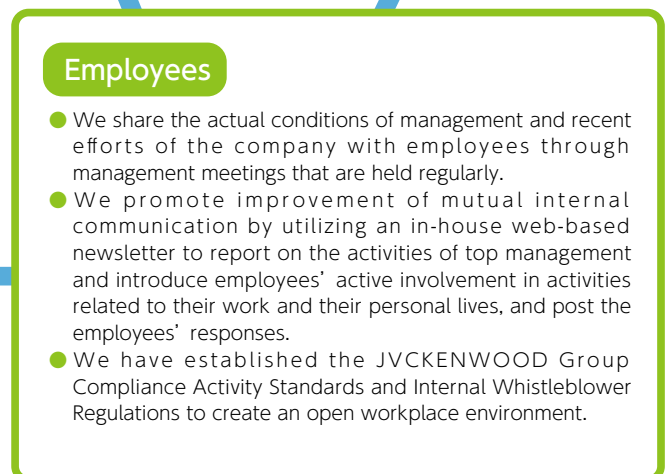 Employees
● We share the actual conditions of management and recent
efforts of the company with employees through
management meetings that are held regularly.
● We promote improvement of mutual internal
communication by utilizing an in-house web-based
newsletter to report on the activities of top management
and introduce employees’ active involvement in activities
related to their work and their personal lives, and post the
employees’ responses.
● We have established the JVCKENWOOD Group
Compliance Activity Standards and Internal Whistleblower
Regulations to create an open workplace environment.